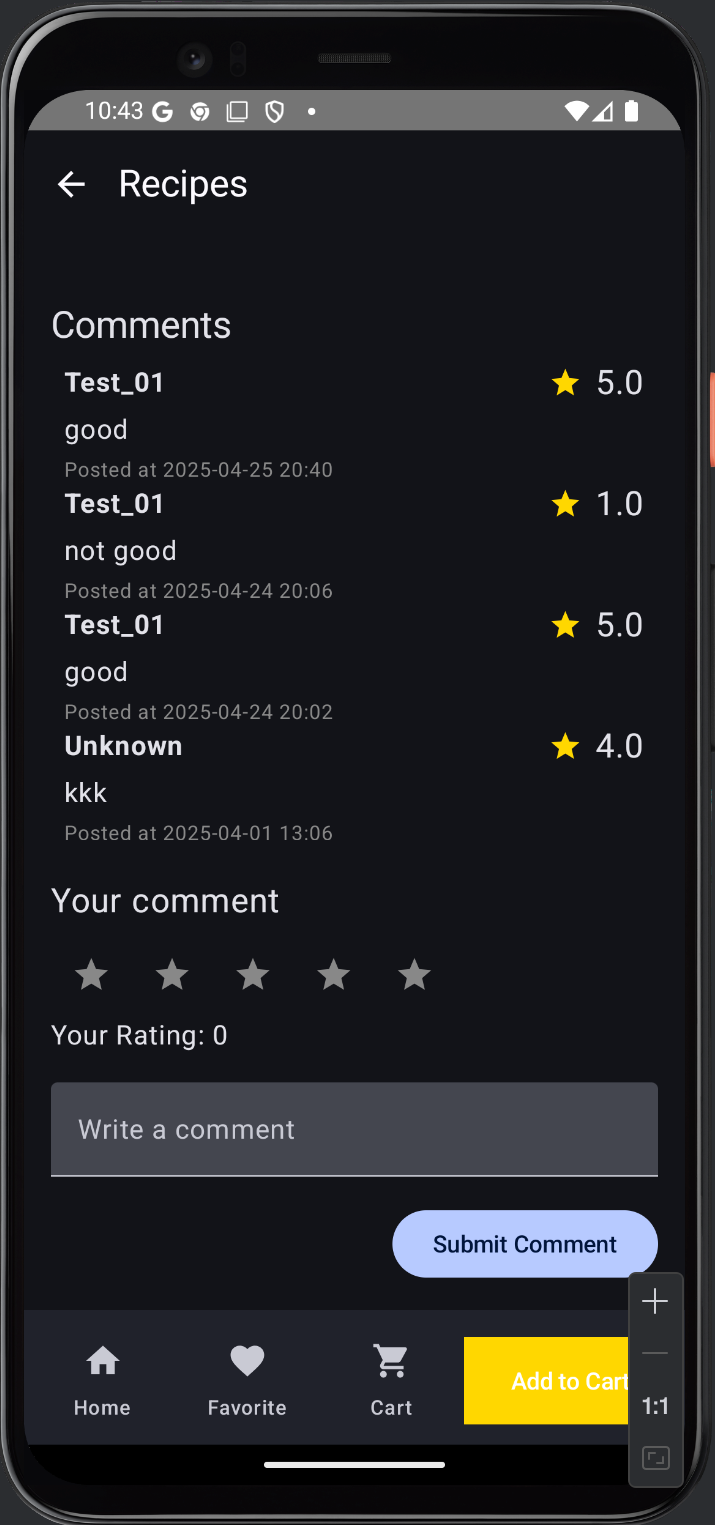 10:43
Recipes
Comments
Test_01 5.0
good
Posted at 2025-04-25 20:40
Test_01 1.0
not good
Posted at 2025-04-24 20:06
Test_01 5.0
good
Posted at 2025-04-24 20:02
Unknown 4.0
kkk
Posted at 2025-04-01 13:06
Your comment
Your Rating: 0
Write a comment
Submit Comment
Add to Cart
1:1
Home Favorite Cart